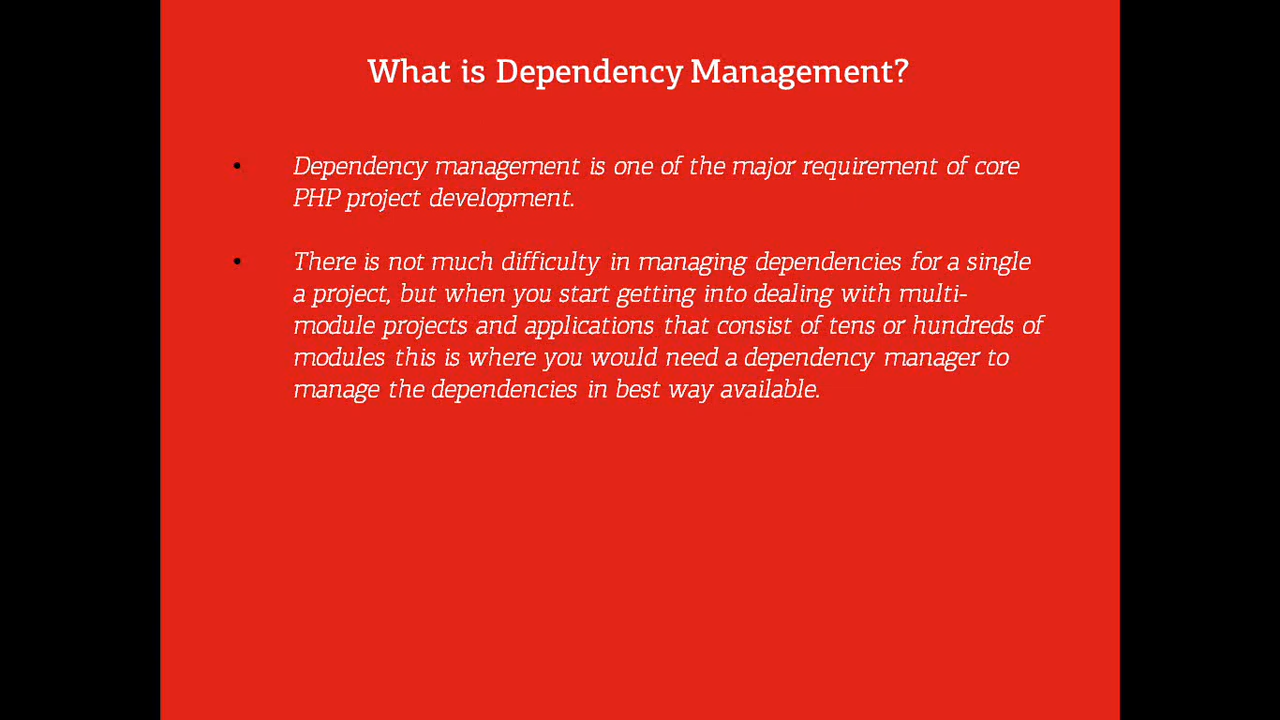 What is Dependency Management?
• Dependency management is one of the major requirement of core
PHP project development.
• There is not much difficulty in managing dependencies for a single
a project, but when you start getting into dealing with multi-
module projects and applications that consist of tens or hundreds of
modules this is where you would need a dependency manager to
manage the dependencies in best way available.